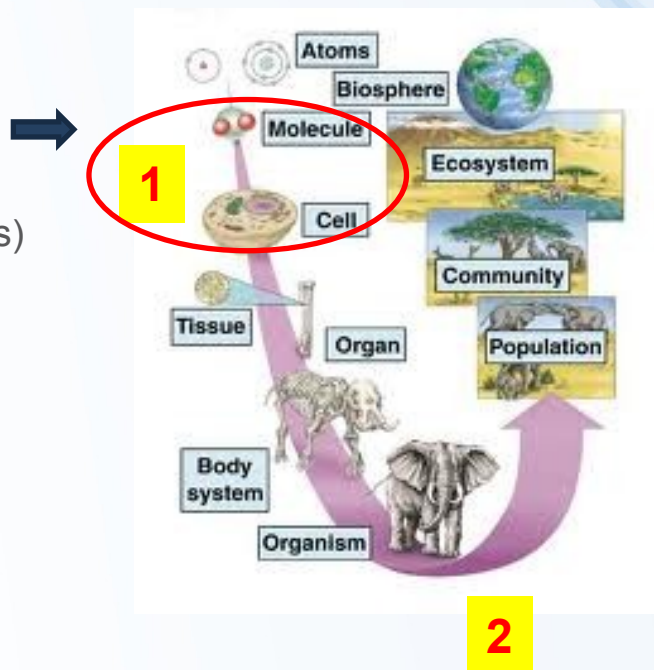 Atoms
Biosphere
Molecule
1
Ecosystem
Cell
s)
Community
Tissue
Organ
Population
Body
system
Organism
2